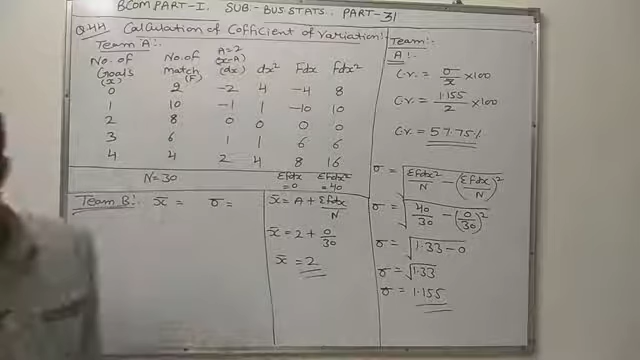 BCOM PART-I. SUB.-BUS.STATS. PART-31
Q.44 Calculation of Cofficient of Variation:
Team A:-
No. of Goals (x) No. of Match (F) A=2 (x-A) (dx) dx² Fdx Fdx²
0 2 -2 4 -4 8
1 10 -1 1 -10 10
2 8 0 0 0 0
3 6 1 1 6 6
4 4 2 4 8 16
N=30 Σfdx=0 Σfdx²=40
Team B:- x̄ = σ =
x̄ = A + Σfdx/N
x̄ = 2 + 0/30
x̄ = 2
Team:-
A:-
C.v. = σ/x̄ ×100
C.v. = 1.155/2 ×100
C.v. = 57.75%
σ = √(Σfdx²/N − (Σfdx/N)²)
σ = √(40/30 − (0/30)²)
σ = √(1.33 − 0)
σ = √1.33
σ = 1.155